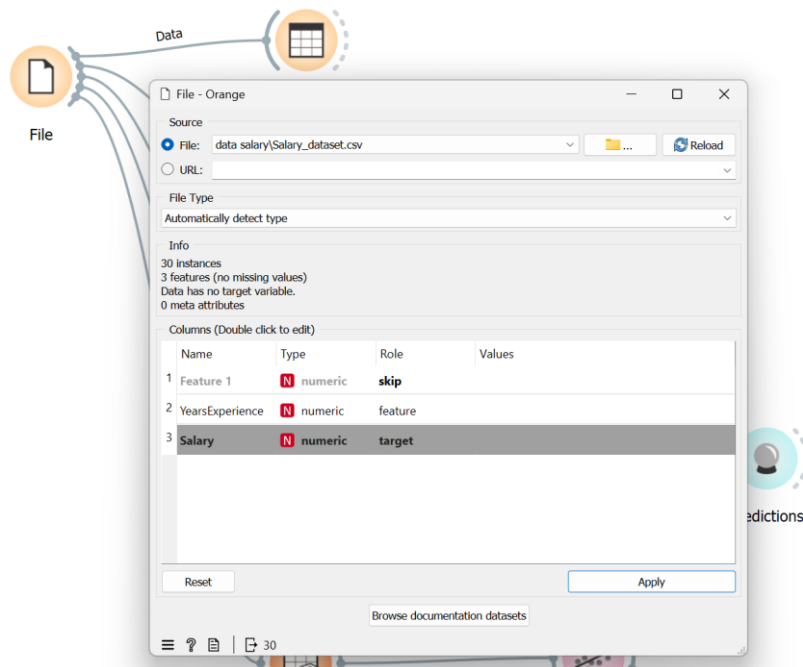 Data
File
File - Orange
Source
File: data salary\Salary_dataset.csv ... Reload
URL:
File Type
Automatically detect type
Info
30 instances
3 features (no missing values)
Data has no target variable.
0 meta attributes
Columns (Double click to edit)
Name Type Role Values
1 Feature 1 N numeric skip
2 YearsExperience N numeric feature
3 Salary N numeric target
edictions
Reset Apply
Browse documentation datasets
? 30